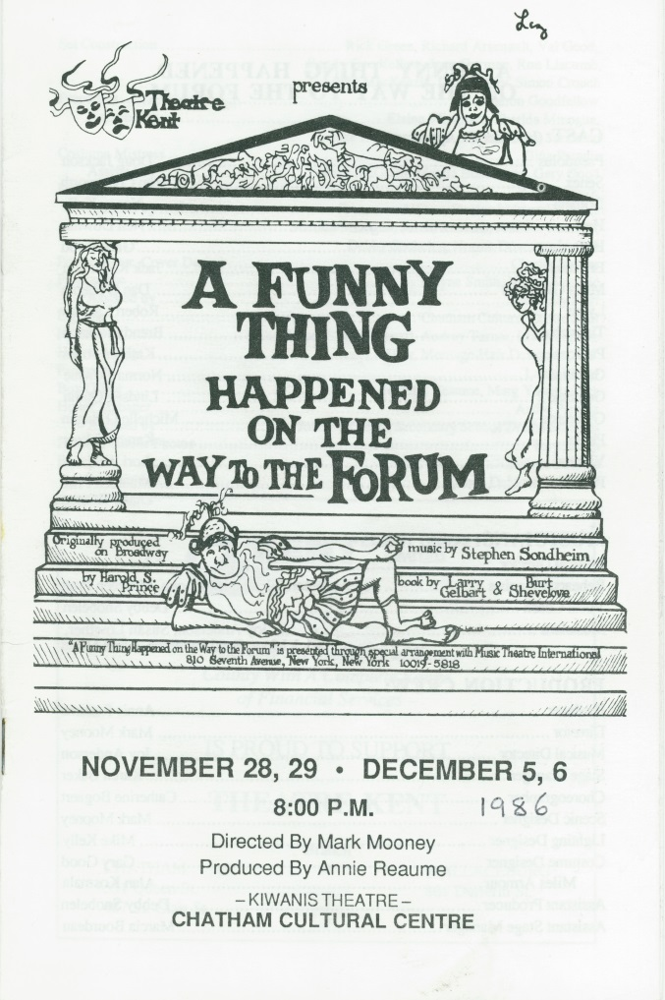 Liz
Theatre Kent
presents
A FUNNY
THING
HAPPENED
ON THE
WAY TO THE FORUM
Originally produced
on Broadway
by Harold S.
Prince
music by Stephen Sondheim
book by Larry Gelbart & Burt Shevelove
"A Funny Thing Happened on the Way to the Forum" is presented through special arrangement with Music Theatre International
810 Seventh Avenue, New York, New York 10019-5818
NOVEMBER 28, 29 • DECEMBER 5, 6
8:00 P.M. 1986
Directed By Mark Mooney
Produced By Annie Reaume
–KIWANIS THEATRE–
CHATHAM CULTURAL CENTRE